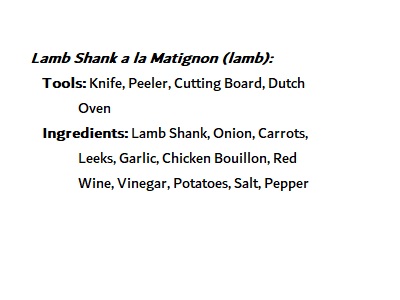 Lamb Shank a la Matignon (lamb):
Tools: Knife, Peeler, Cutting Board, Dutch
Oven
Ingredients: Lamb Shank, Onion, Carrots,
Leeks, Garlic, Chicken Bouillon, Red
Wine, Vinegar, Potatoes, Salt, Pepper